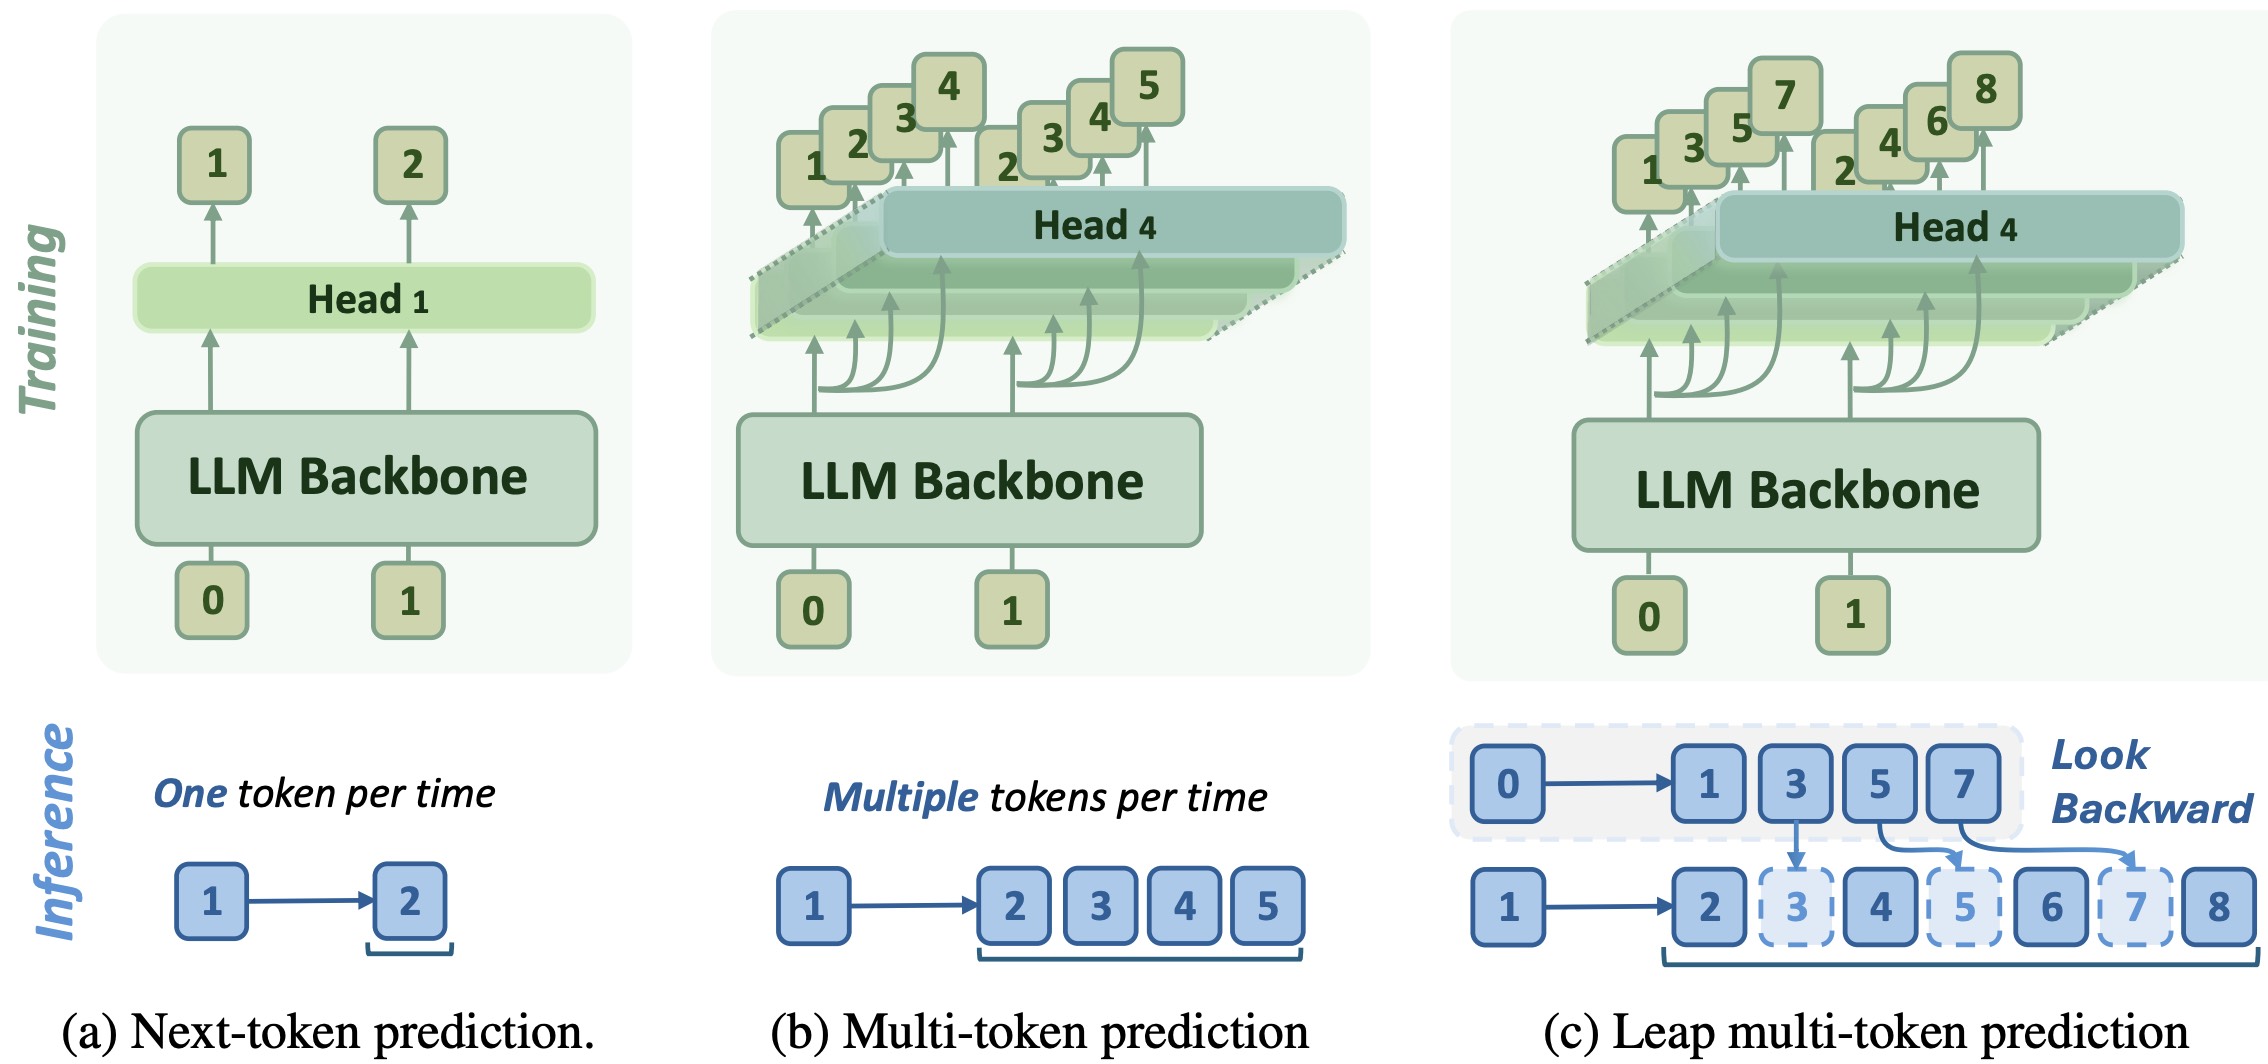 Training
1 2
Head 1
LLM Backbone
0 1
1 2 3 4 2 3 4 5
Head 4
LLM Backbone
0 1
1 3 5 7 2 4 6 8
Head 4
LLM Backbone
0 1
Inference
One token per time
1 2
Multiple tokens per time
1 2 3 4 5
0 1 3 5 7
Look
Backward
1 2 3 4 5 6 7 8
(a) Next-token prediction.
(b) Multi-token prediction
(c) Leap multi-token prediction